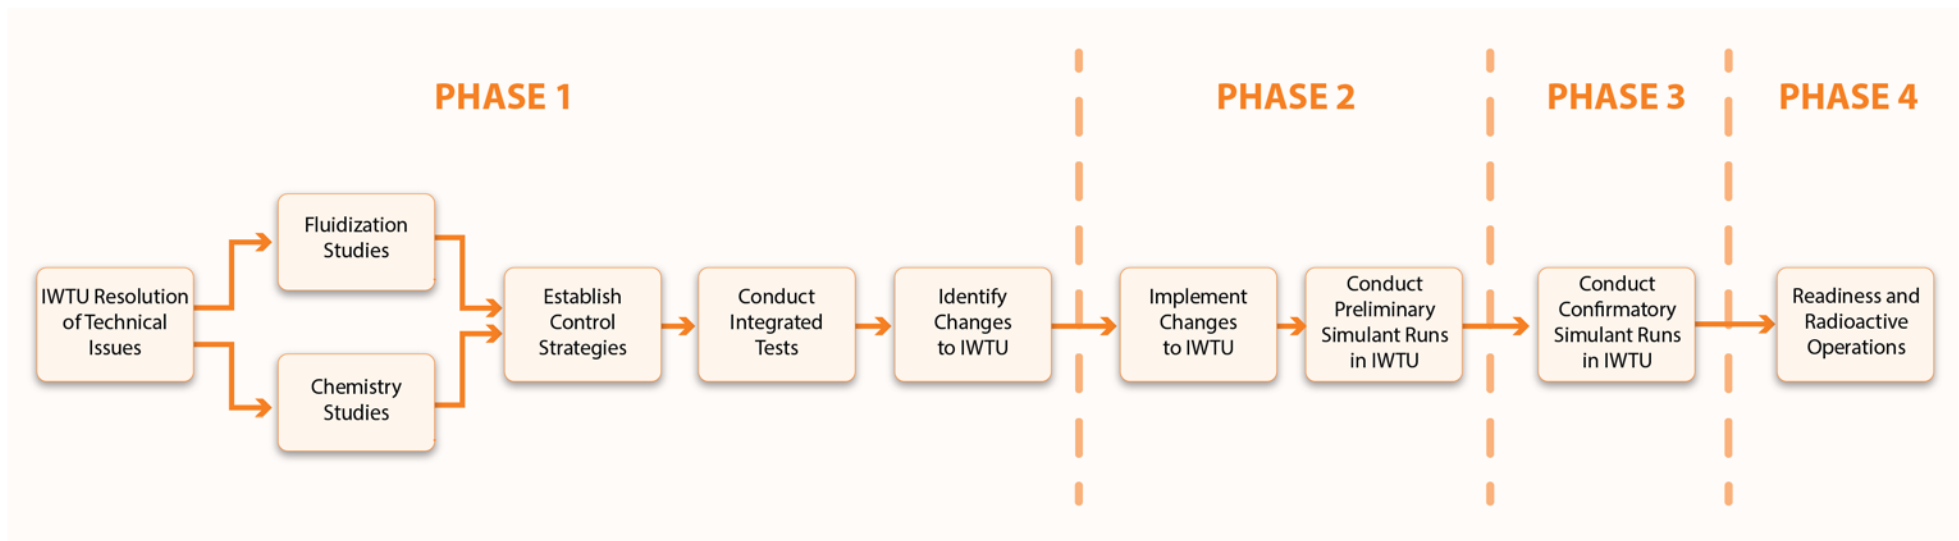 PHASE 1
PHASE 2
PHASE 3
PHASE 4
IWTU Resolution
of Technical
Issues
Fluidization
Studies
Chemistry
Studies
Establish
Control
Strategies
Conduct
Integrated
Tests
Identify
Changes
to IWTU
Implement
Changes
to IWTU
Conduct
Preliminary
Simulant Runs
in IWTU
Conduct
Confirmatory
Simulant Runs
in IWTU
Readiness and
Radioactive
Operations